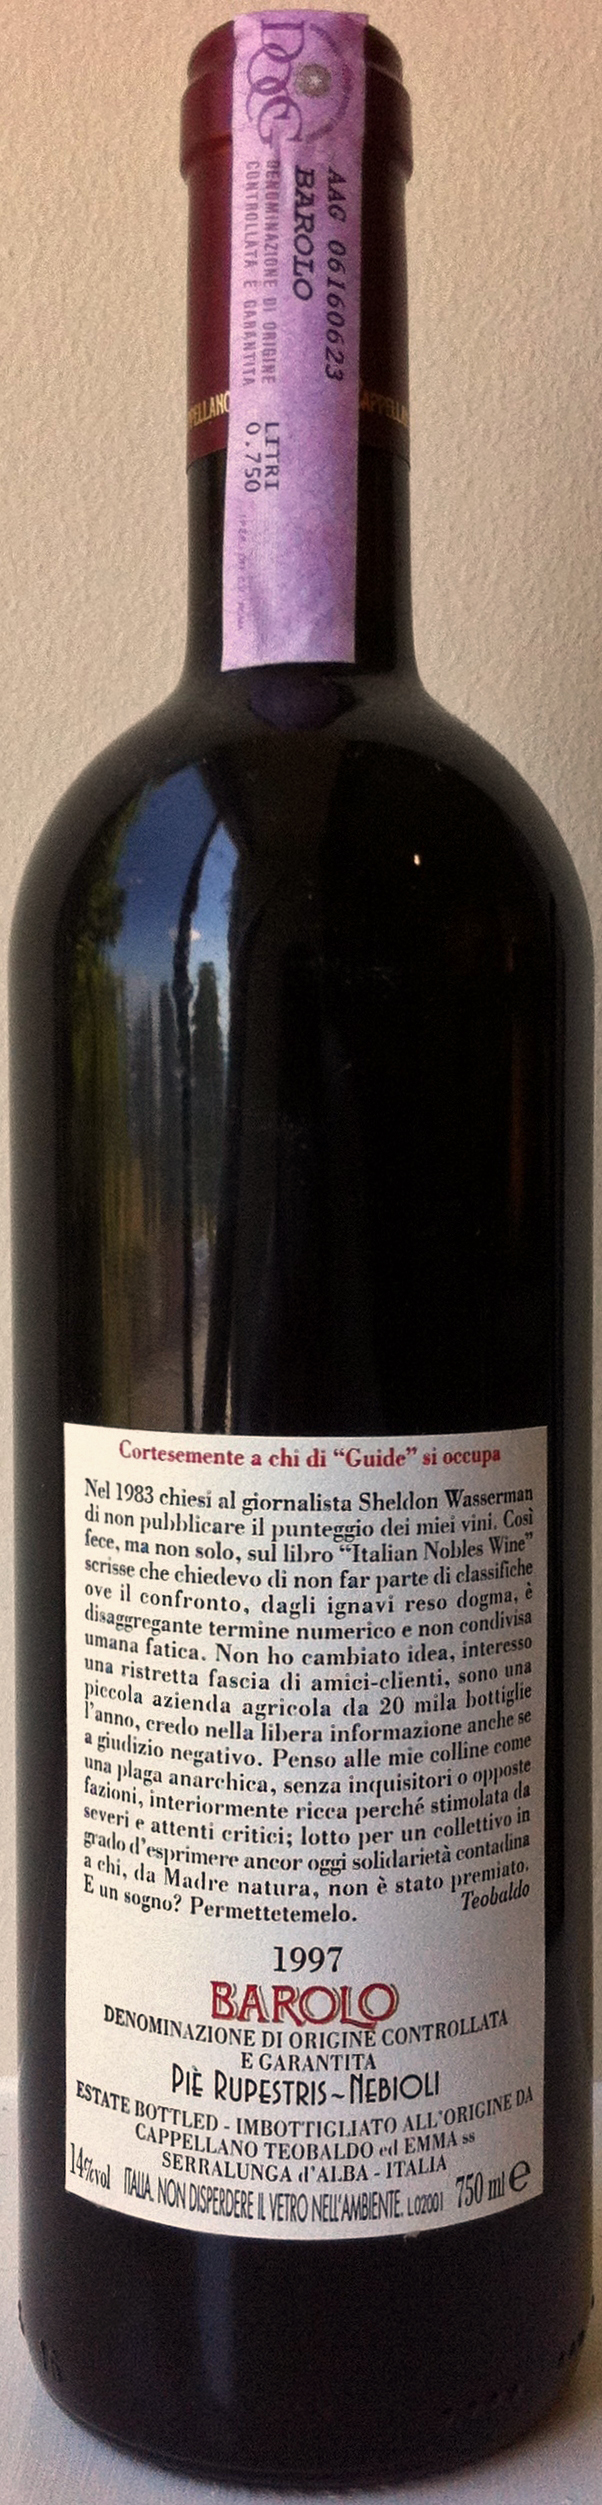 DOCG
AAG 06160623
BAROLO
DENOMINAZIONE DI ORIGINE
CONTROLLATA E GARANTITA
LITRI
0.750
PPELLANO
CAPPELLA
Cortesemente a chi di “Guide” si occupa
Nel 1983 chiesi al giornalista Sheldon Wasserman
di non pubblicare il punteggio dei miei vini. Così
fece, ma non solo, sul libro “Italian Nobles Wine”
scrisse che chiedevo di non far parte di classifiche
ove il confronto, dagli ignavi reso dogma, è
disaggregante termine numerico e non condivisa
umana fatica. Non ho cambiato idea, interesso
una ristretta fascia di amici-clienti, sono una
piccola azienda agricola da 20 mila bottiglie
l’anno, credo nella libera informazione anche se
a giudizio negativo. Penso alle mie colline come
una plaga anarchica, senza inquisitori o opposte
fazioni, interiormente ricca perché stimolata da
severi e attenti critici; lotto per un collettivo in
grado d’esprimere ancor oggi solidarietà contadina
a chi, da Madre natura, non è stato premiato.
E un sogno? Permettetemelo. Teobaldo
1997
BAROLO
DENOMINAZIONE DI ORIGINE CONTROLLATA
E GARANTITA
PIÈ RUPESTRIS~NEBIOLI
ESTATE BOTTLED - IMBOTTIGLIATO ALL'ORIGINE DA
CAPPELLANO TEOBALDO ed EMMA ss
SERRALUNGA d'ALBA - ITALIA
14%vol ITALIA. NON DISPERDERE IL VETRO NELL'AMBIENTE. L02001 750 ml e